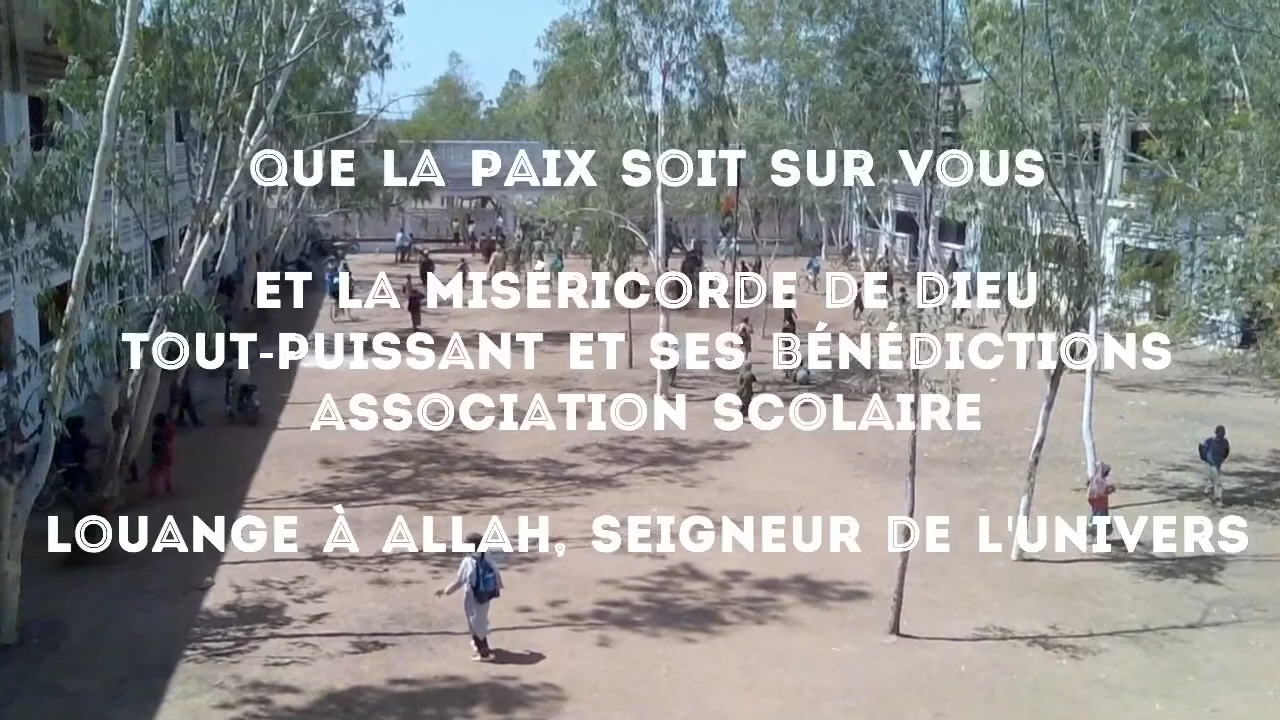 QUE LA PAIX SOIT SUR VOUS
ET LA MISÉRICORDE DE DIEU
TOUT-PUISSANT ET SES BÉNÉDICTIONS
ASSOCIATION SCOLAIRE
LOUANGE À ALLAH, SEIGNEUR DE L'UNIVERS